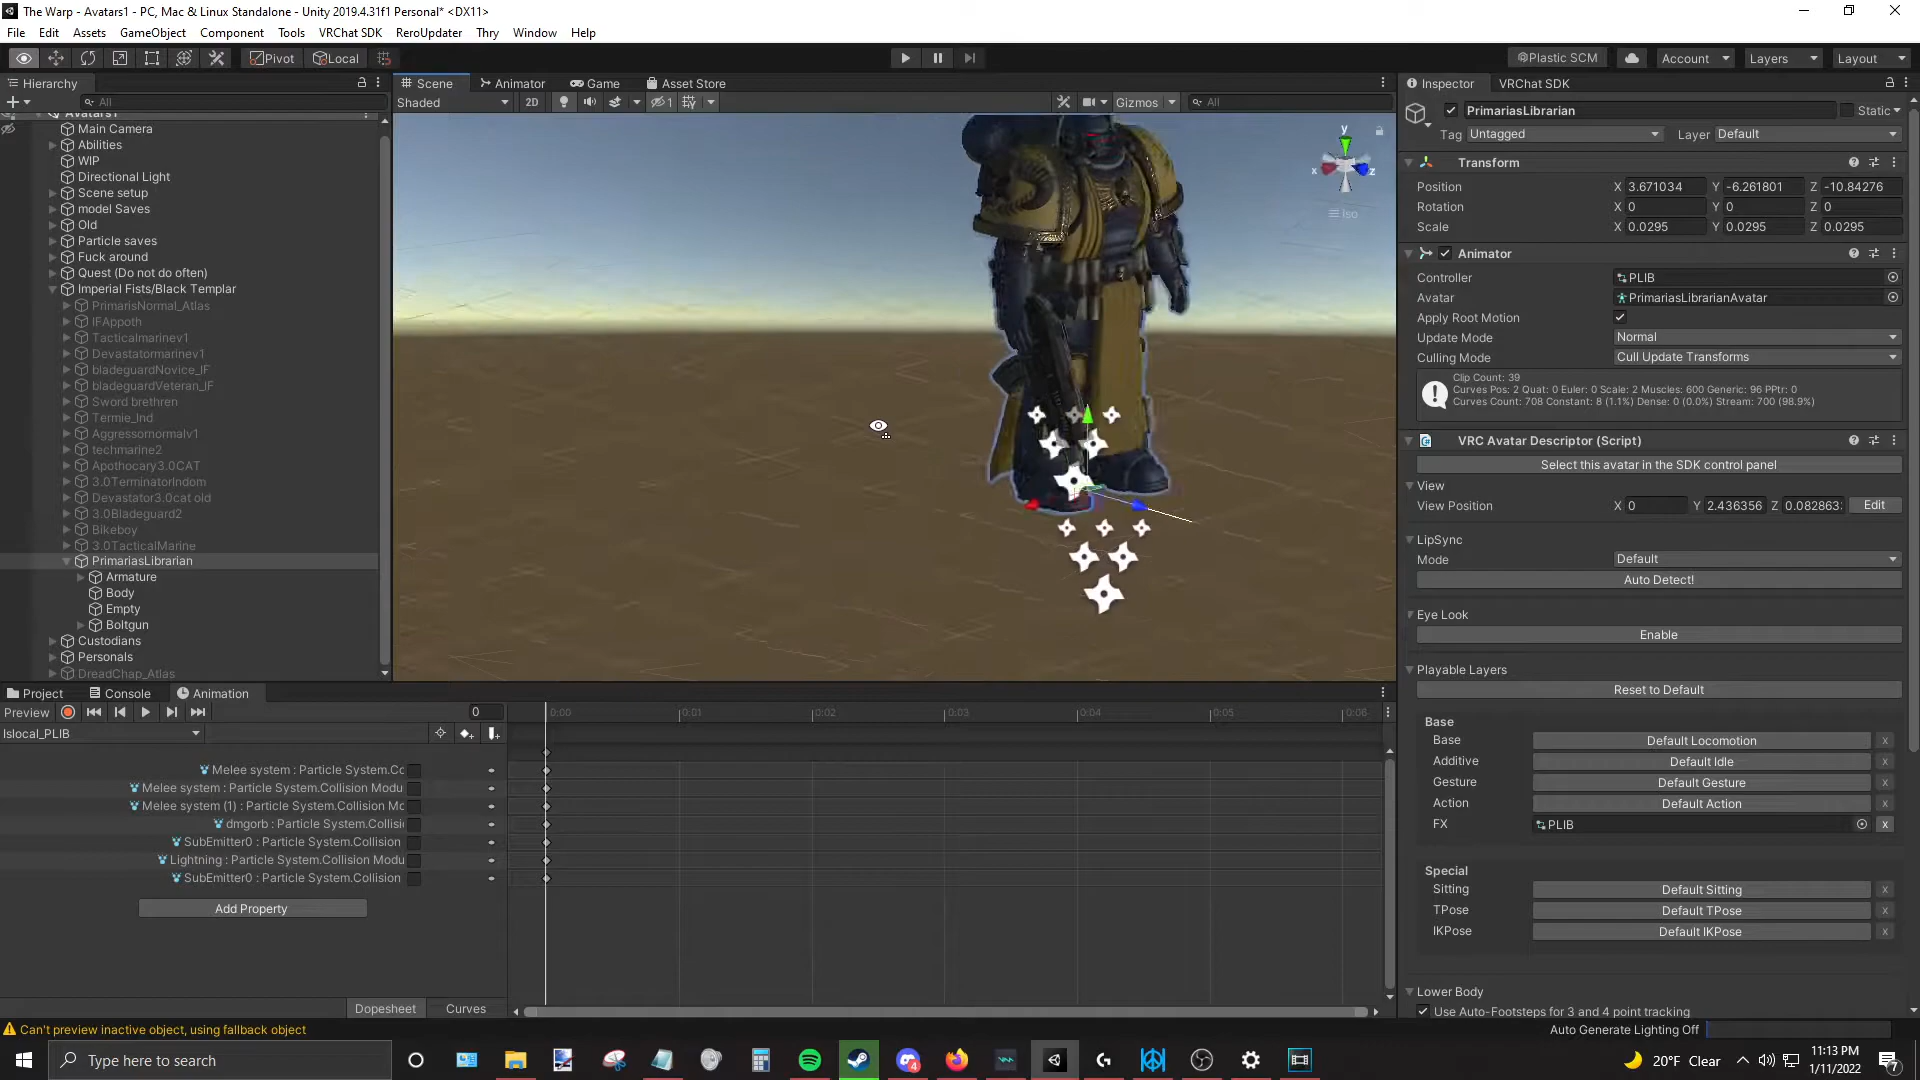 The Warp - Avatars1 - PC, Mac & Linux Standalone - Unity 2019.4.31f1 Personal* <DX11>
File Edit Assets GameObject Component Tools VRChat SDK ReroUpdater Thry Window Help
Pivot Local Plastic SCM Account Layers Layout
Hierarchy
All
Avatars1
Main Camera
Abilities
WIP
Directional Light
Scene setup
model Saves
Old
Particle saves
Fuck around
Quest (Do not do often)
Imperial Fists/Black Templar
PrimarisNormal_Atlas
IFAppoth
Tacticalmarinev1
Devastatormarinev1
bladeguardNovice_IF
bladeguardVeteran_IF
Sword brethren
Termie_Ind
Aggressornormalv1
techmarine2
Apothocary3.0CAT
3.0TerminatorIndom
Devastator3.0cat old
3.0Bladeguard2
Bikeboy
3.0TacticalMarine
PrimariasLibrarian
Armature
Body
Empty
Boltgun
Custodians
Personals
DreadChap_Atlas
Scene Animator Game Asset Store
Shaded 2D 1 Gizmos All
y
x z
Iso
Inspector VRChat SDK
PrimariasLibrarian Static
Tag Untagged Layer Default
Transform
Position X 3.671034 Y -6.261801 Z -10.84276
Rotation X 0 Y 0 Z 0
Scale X 0.0295 Y 0.0295 Z 0.0295
Animator
Controller PLIB
Avatar PrimariasLibrarianAvatar
Apply Root Motion
Update Mode Normal
Culling Mode Cull Update Transforms
Clip Count: 39
Curves Pos: 2 Quat: 0 Euler: 0 Scale: 2 Muscles: 600 Generic: 96 PPtr: 0
Curves Count: 708 Constant: 8 (1.1%) Dense: 0 (0.0%) Stream: 700 (98.9%)
VRC Avatar Descriptor (Script)
Select this avatar in the SDK control panel
View
View Position X 0 Y 2.436356 Z 0.082863 Edit
LipSync
Mode Default
Auto Detect!
Eye Look
Enable
Playable Layers
Reset to Default
Base
Base Default Locomotion x
Additive Default Idle x
Gesture Default Gesture x
Action Default Action x
FX PLIB x
Special
Sitting Default Sitting x
TPose Default TPose x
IKPose Default IKPose x
Lower Body
Use Auto-Footsteps for 3 and 4 point tracking
Project Console Animation
Preview 0 0:00 0:01 0:02 0:03 0:04 0:05 0:06
Islocal_PLIB
Melee system : Particle System.Cc
Melee system : Particle System.Collision Modu
Melee system (1) : Particle System.Collision Mc
dmgorb : Particle System.Collisi
SubEmitter0 : Particle System.Collision
Lightning : Particle System.Collision Modu
SubEmitter0 : Particle System.Collision
Add Property
Dopesheet Curves
Can't preview inactive object, using fallback object
Auto Generate Lighting Off
Type here to search
4
20°F Clear
11:13 PM
1/11/2022
7